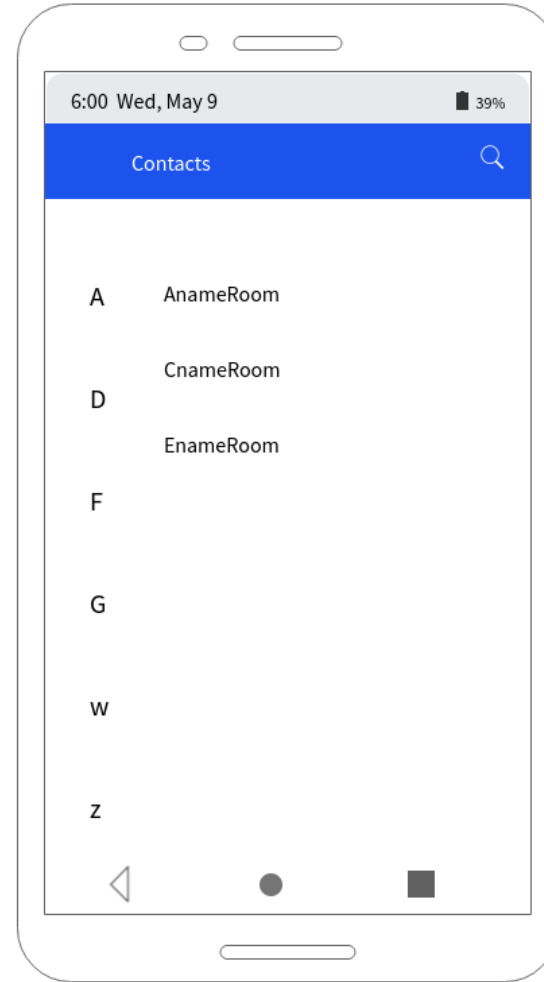 6:00 Wed, May 9 39%
Contacts
A AnameRoom
CnameRoom
D
EnameRoom
F
G
w
z